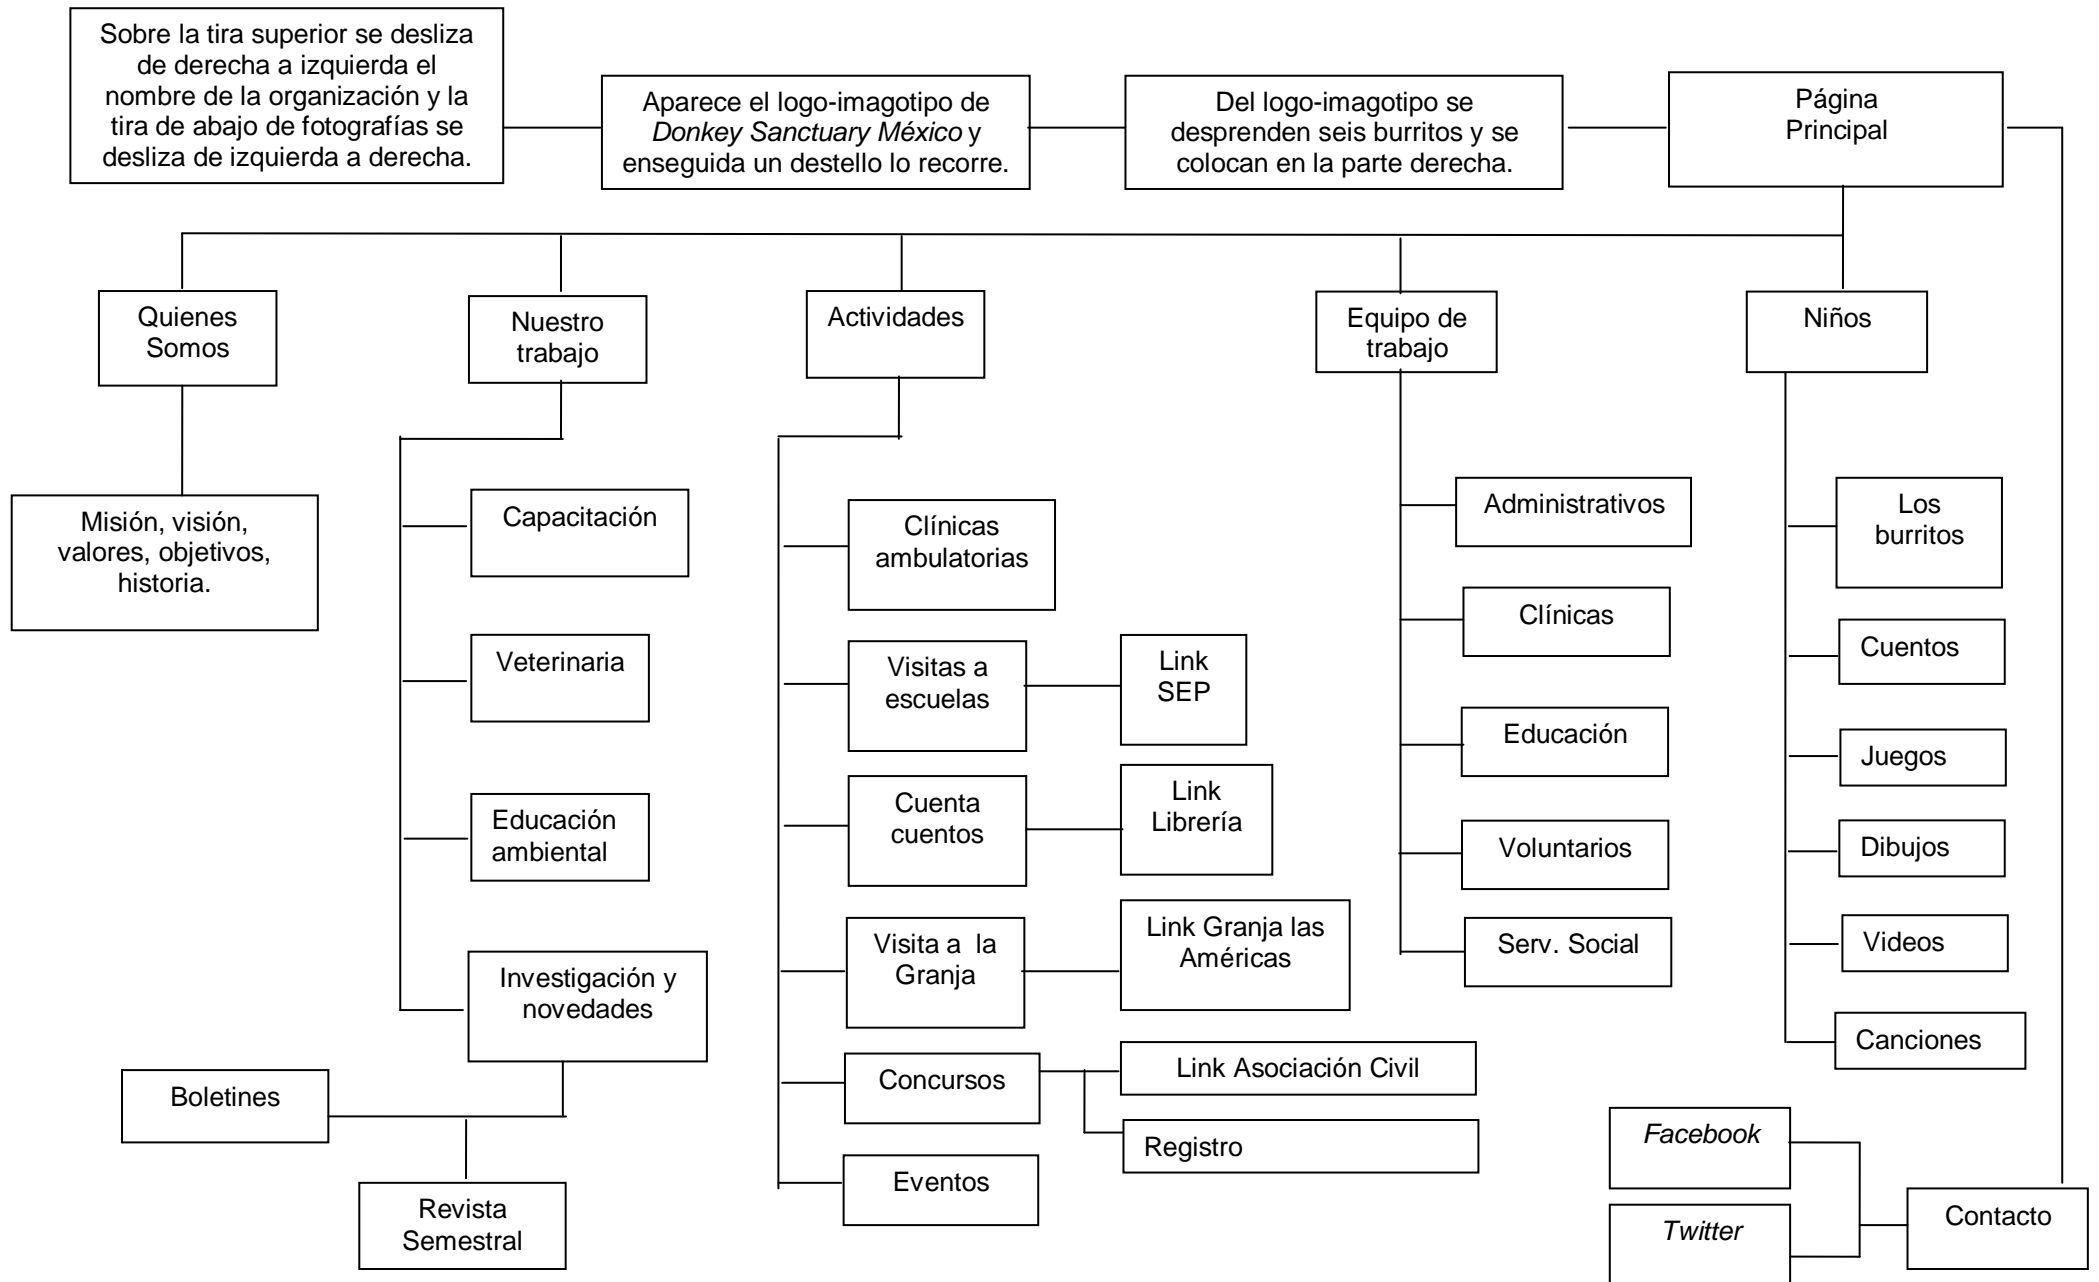 Sobre la tira superior se desliza
de derecha a izquierda el
nombre de la organización y la
tira de abajo de fotografías se
desliza de izquierda a derecha.
Aparece el logo-imagotipo de
Donkey Sanctuary México y
enseguida un destello lo recorre.
Del logo-imagotipo se
desprenden seis burritos y se
colocan en la parte derecha.
Página
Principal
Quienes
Somos
Nuestro
trabajo
Actividades
Equipo de
trabajo
Niños
Misión, visión,
valores, objetivos,
historia.
Capacitación
Veterinaria
Educación
ambiental
Investigación y
novedades
Boletines
Revista
Semestral
Clínicas
ambulatorias
Visitas a
escuelas
Link
SEP
Cuenta
cuentos
Link
Librería
Visita a  la
Granja
Link Granja las
Américas
Concursos
Link Asociación Civil
Registro
Eventos
Administrativos
Clínicas
Educación
Voluntarios
Serv. Social
Los
burritos
Cuentos
Juegos
Dibujos
Videos
Canciones
Facebook
Twitter
Contacto